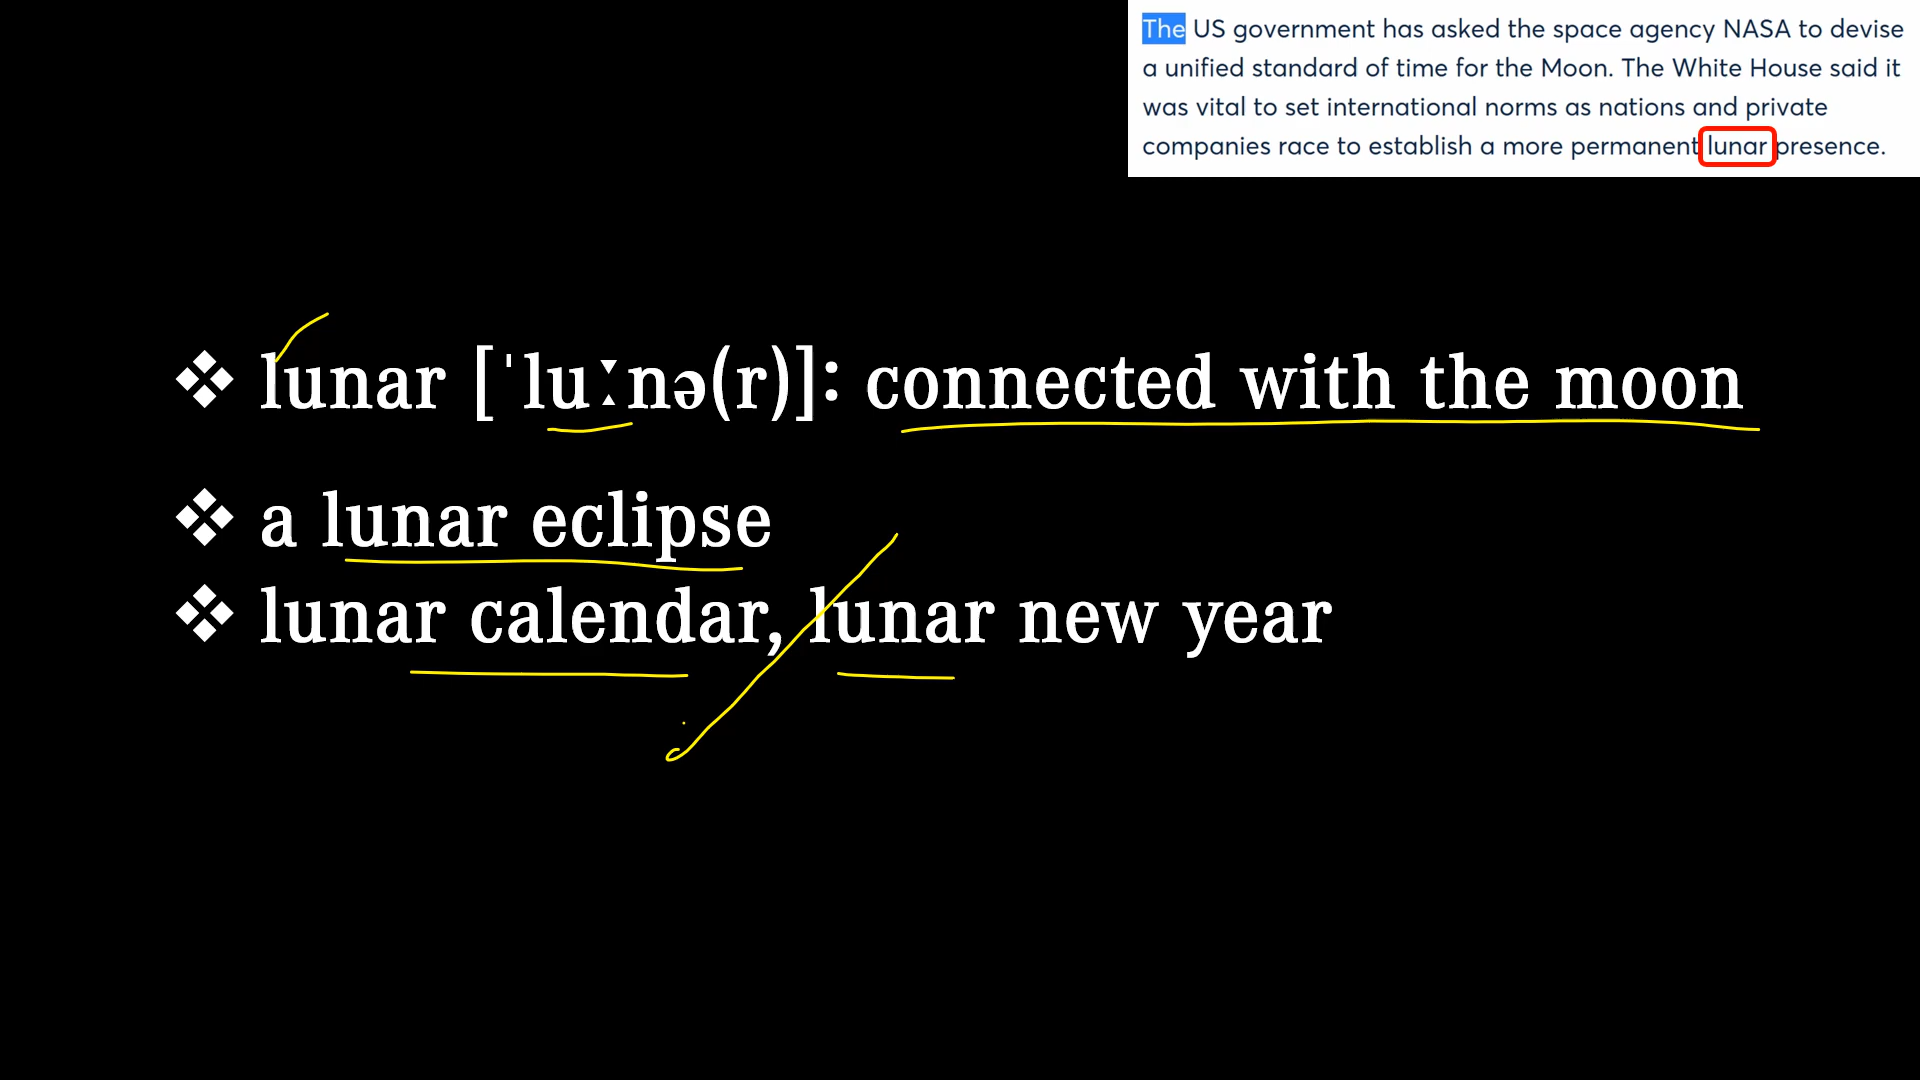 The US government has asked the space agency NASA to devise
a unified standard of time for the Moon. The White House said it
was vital to set international norms as nations and private
companies race to establish a more permanent lunar presence.
❖ lunar [ˈluːnə(r)]: connected with the moon
❖ a lunar eclipse
❖ lunar calendar, lunar new year